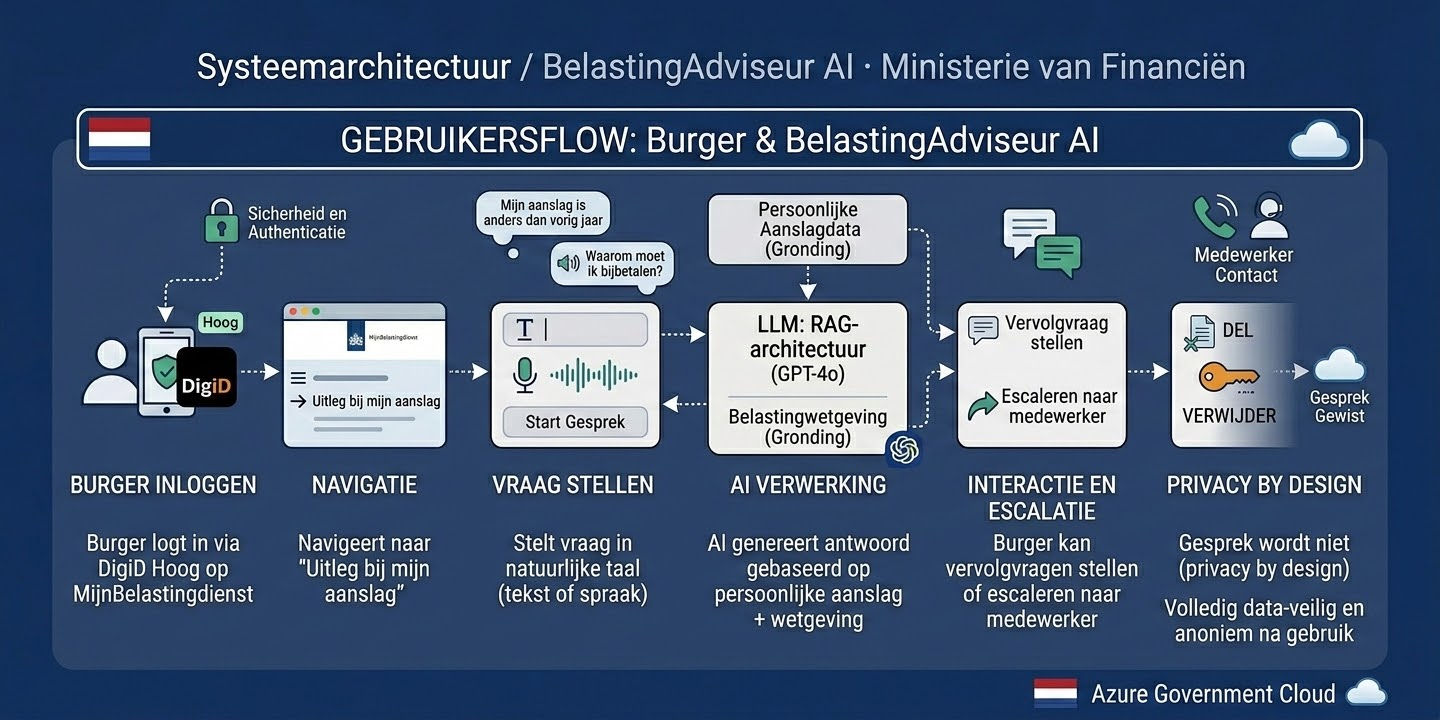 Systeemarchitectuur / BelastingAdviseur AI · Ministerie van Financiën
GEBRUIKERSFLOW: Burger & BelastingAdviseur AI
Sicherheid en
Authenticatie
Hoog
DigiD
BURGER INLOGGEN
Burger logt in via
DigiD Hoog op
MijnBelastingdienst
Uitleg bij mijn aanslag
NAVIGATIE
Navigeert naar
"Uitleg bij mijn
aanslag”
Mijn aanslag is
anders dan vorig jaar
Waarom moet
ik bijbetalen?
T
Start Gesprek
VRAAG STELLEN
Stelt vraag in
natuurlijke taal
(tekst of spraak)
Persoonlijke
Aanslagdata
(Gronding)
LLM: RAG-
architectuur
(GPT-4o)
Belastingwetgeving
(Gronding)
AI VERWERKING
AI genereert antwoord
gebaseerd op
persoonlijke aanslag
+ wetgeving
Vervolgvraag
stellen
Escaleren naar
medewerker
INTERACTIE EN
ESCALATIE
Burger kan
vervolgvragen stellen
of escaleren naar
medewerker
Medewerker
Contact
DEL
VERWIJDER
Gesprek
Gewist
PRIVACY BY DESIGN
Gesprek wordt niet
(privacy by design)
Volledig data-veilig en
anoniem na gebruik
Azure Government Cloud